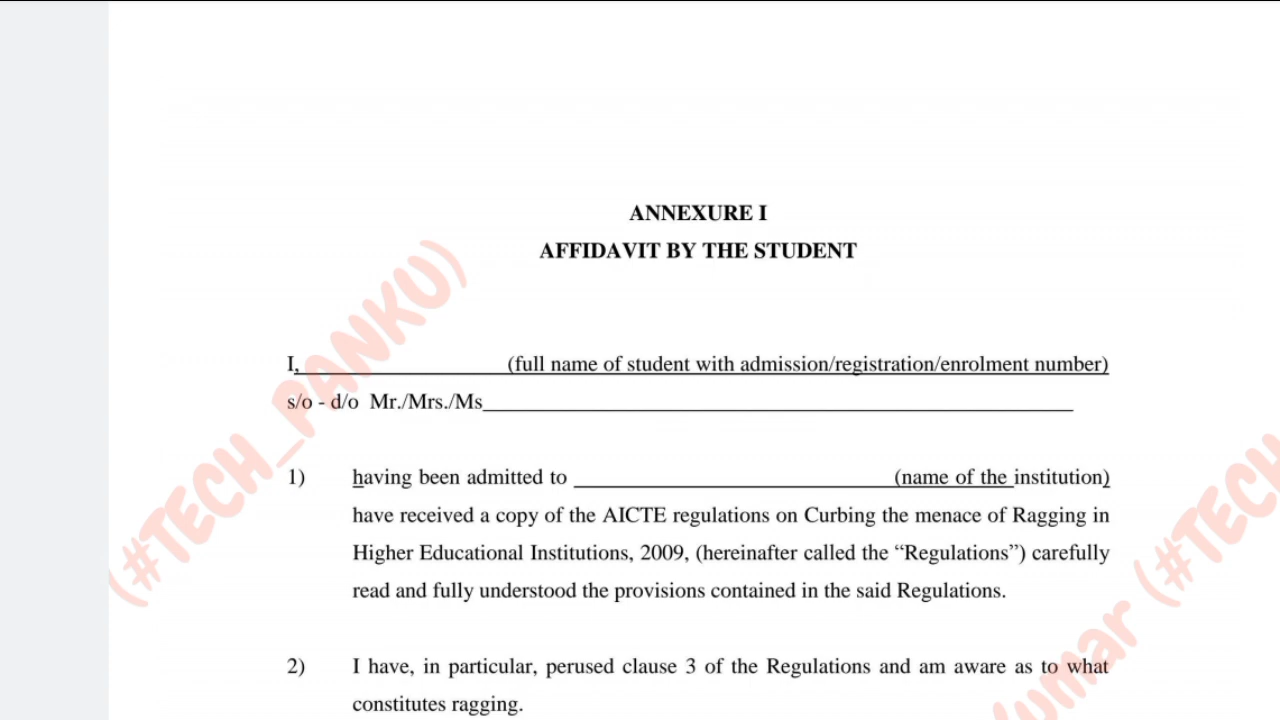 ANNEXURE I
AFFIDAVIT BY THE STUDENT
I,____________________(full name of student with admission/registration/enrolment number)
s/o - d/o Mr./Mrs./Ms______________________________________________________
1) having been admitted to ______________________________(name of the institution)
have received a copy of the AICTE regulations on Curbing the menace of Ragging in
Higher Educational Institutions, 2009, (hereinafter called the “Regulations”) carefully
read and fully understood the provisions contained in the said Regulations.
2) I have, in particular, perused clause 3 of the Regulations and am aware as to what
constitutes ragging.
(#TECH_PANKU)
(#TECH